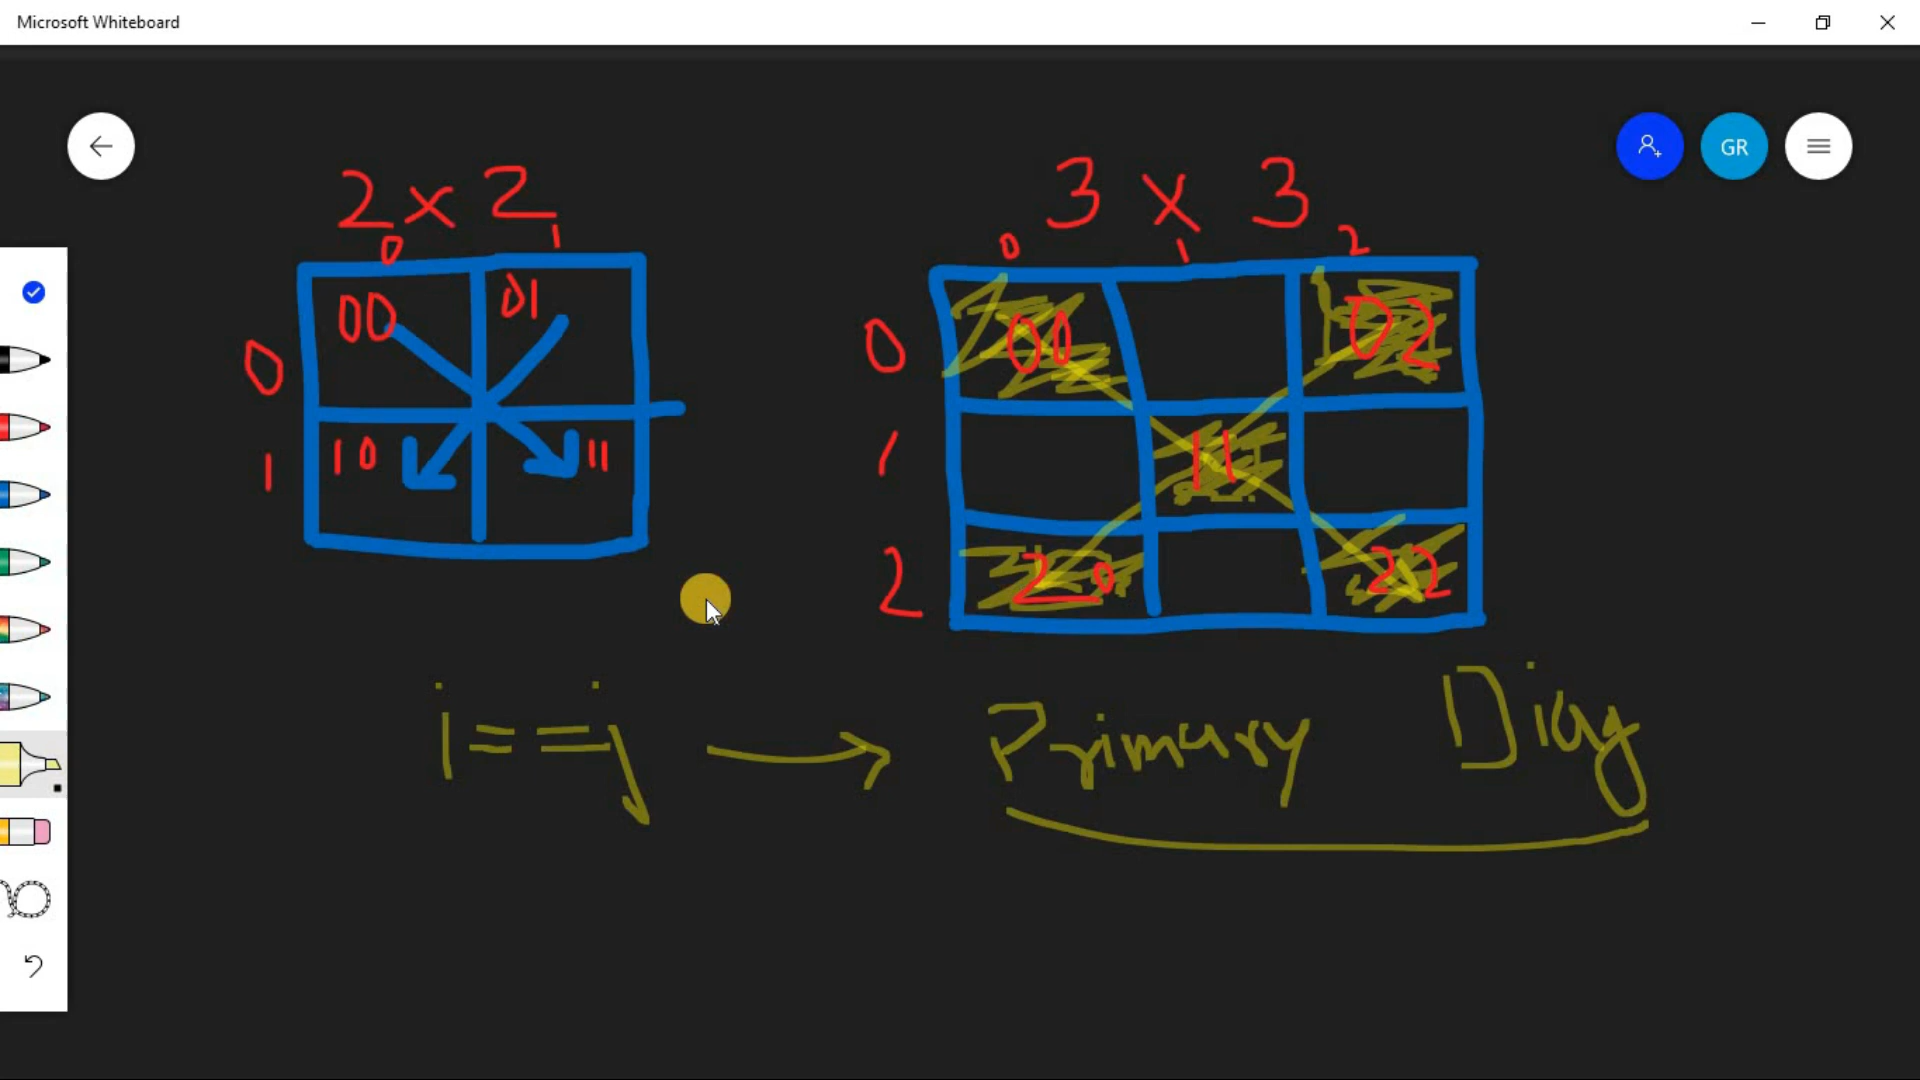 Microsoft Whiteboard
GR
2 x 2
0 1
00 01
0
10 11
1
3 x 3
0 1 2
0 00 02
1 11
2 20 22
i==j → Primary Diag